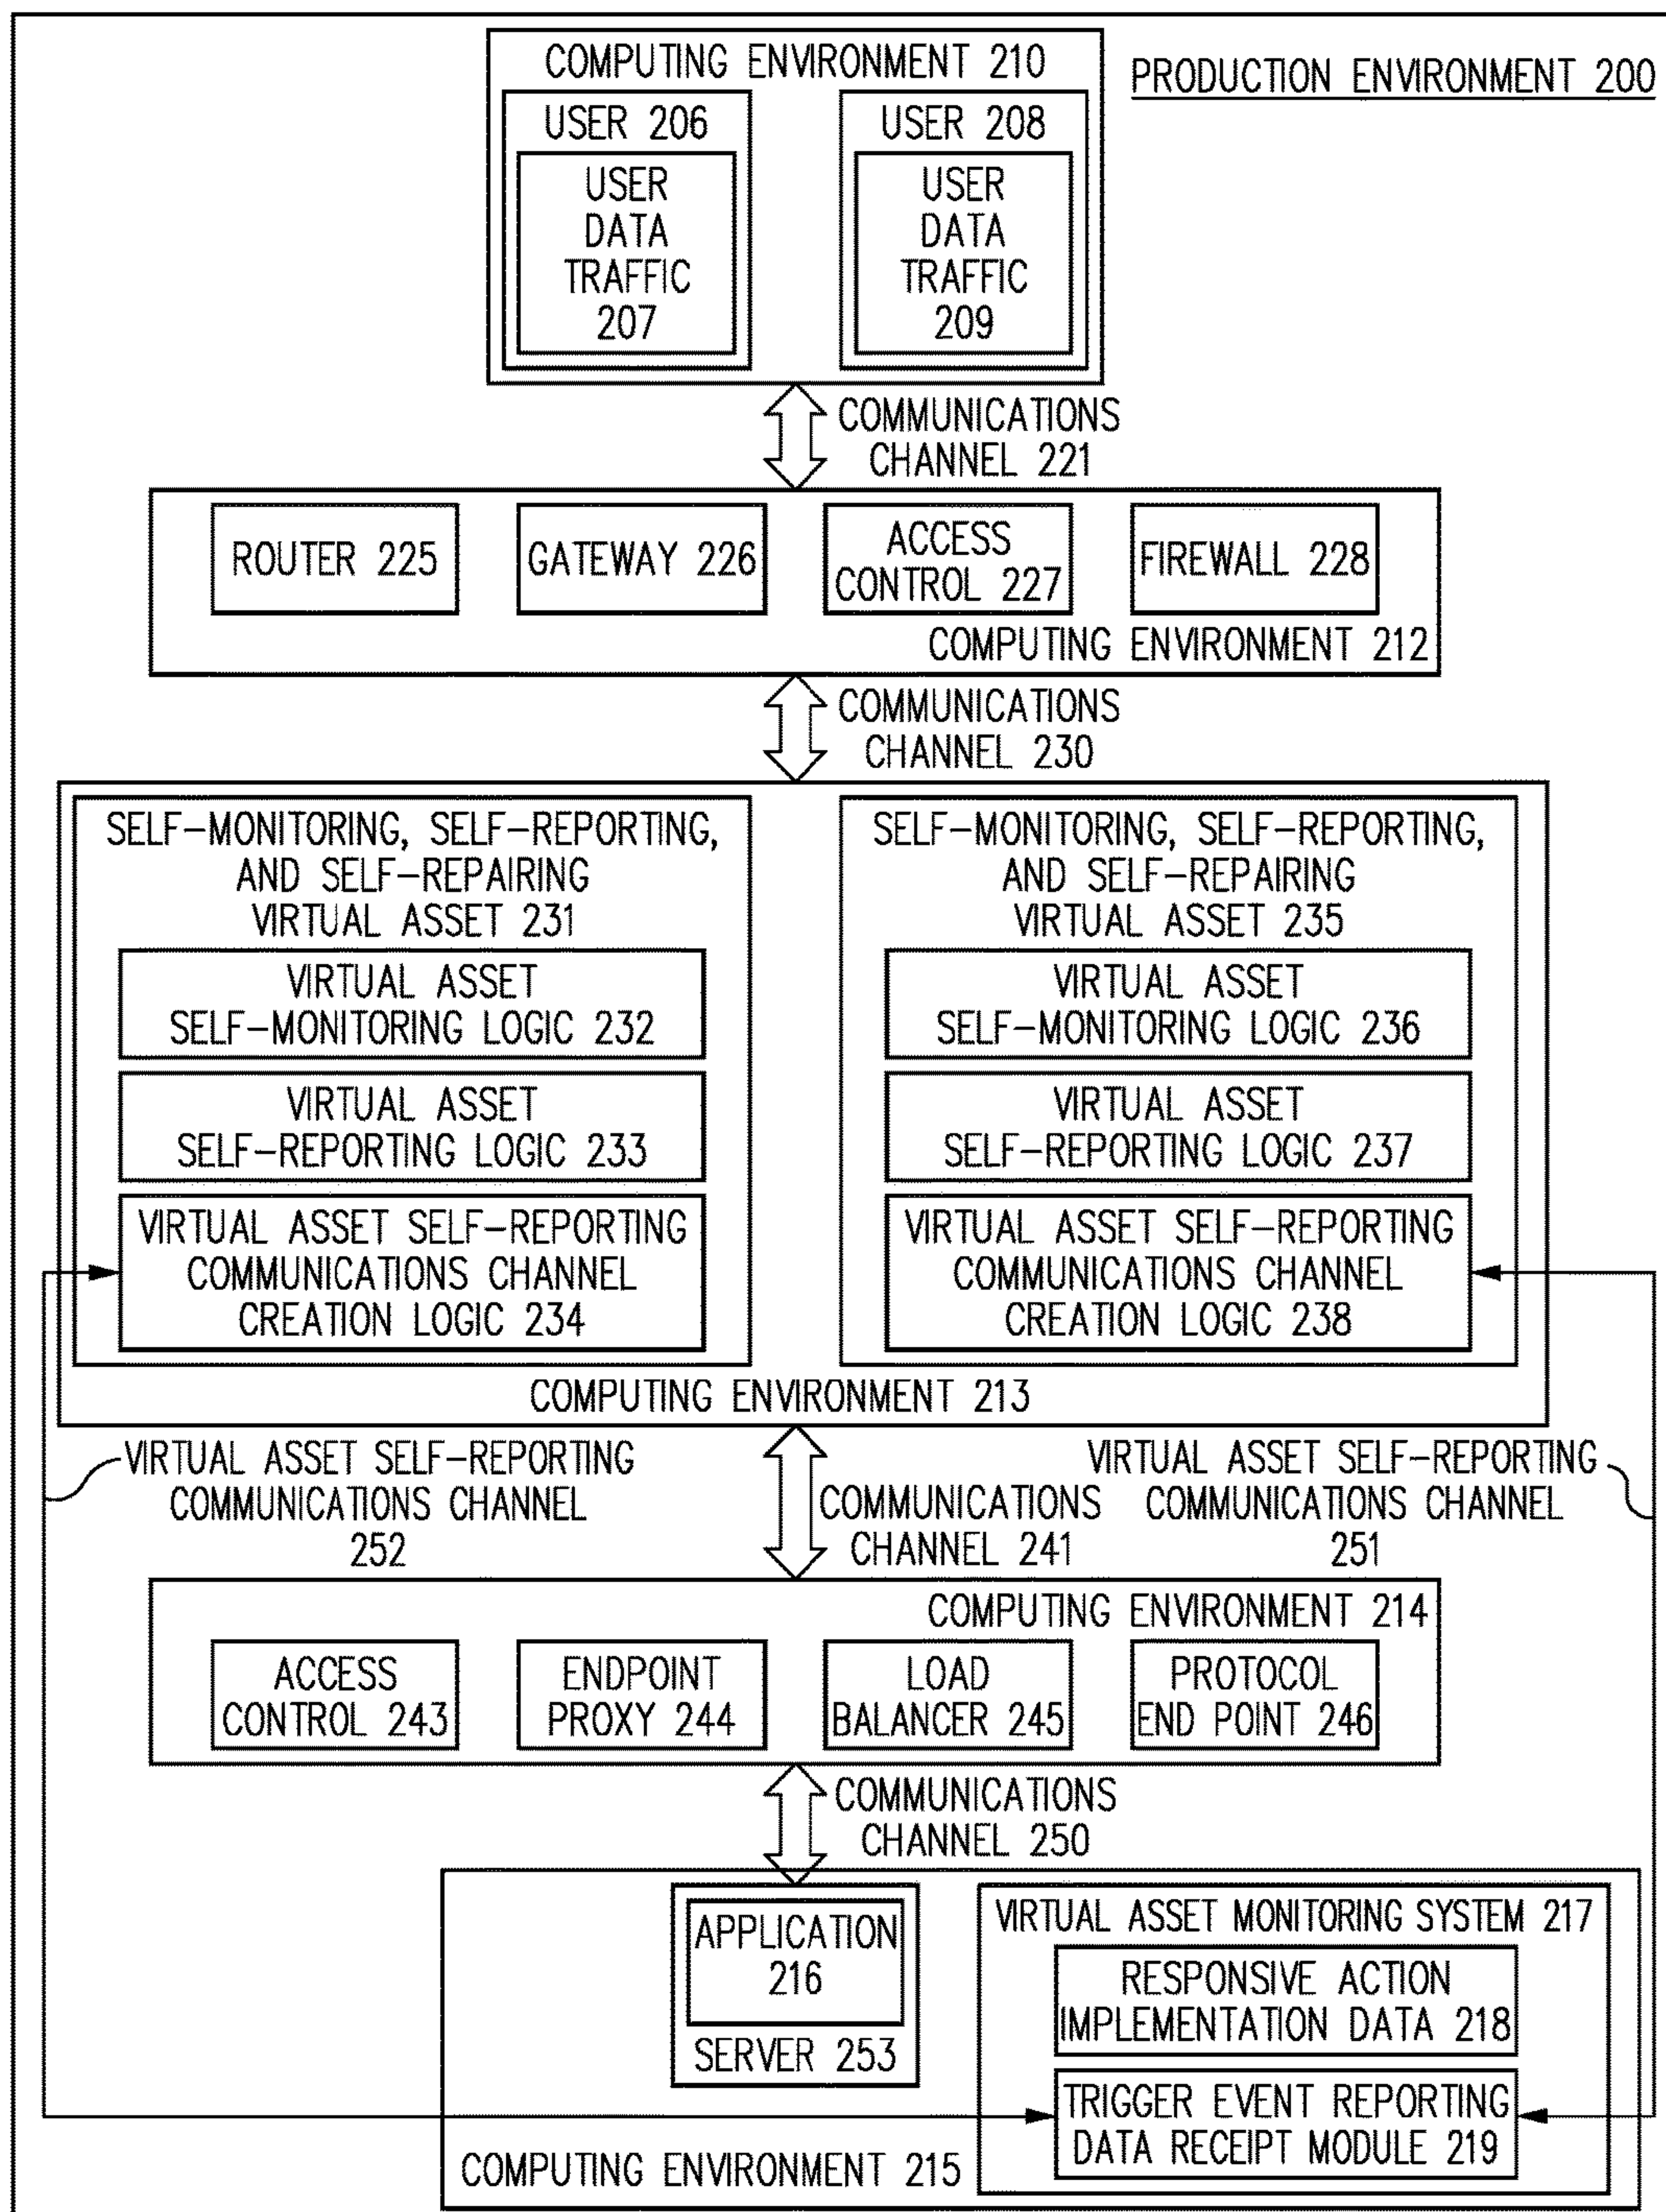 COMPUTING ENVIRONMENT 210
PRODUCTION ENVIRONMENT 200
USER 206
USER
DATA
TRAFFIC
207
USER 208
USER
DATA
TRAFFIC
209
COMMUNICATIONS
CHANNEL 221
ROUTER 225
GATEWAY 226
ACCESS
CONTROL 227
FIREWALL 228
COMPUTING ENVIRONMENT 212
COMMUNICATIONS
CHANNEL 230
SELF-MONITORING, SELF-REPORTING,
AND SELF-REPAIRING
VIRTUAL ASSET 231
VIRTUAL ASSET
SELF-MONITORING LOGIC 232
VIRTUAL ASSET
SELF-REPORTING LOGIC 233
VIRTUAL ASSET SELF-REPORTING
COMMUNICATIONS CHANNEL
CREATION LOGIC 234
SELF-MONITORING, SELF-REPORTING,
AND SELF-REPAIRING
VIRTUAL ASSET 235
VIRTUAL ASSET
SELF-MONITORING LOGIC 236
VIRTUAL ASSET
SELF-REPORTING LOGIC 237
VIRTUAL ASSET SELF-REPORTING
COMMUNICATIONS CHANNEL
CREATION LOGIC 238
COMPUTING ENVIRONMENT 213
VIRTUAL ASSET SELF-REPORTING
COMMUNICATIONS CHANNEL
252
COMMUNICATIONS
CHANNEL 241
VIRTUAL ASSET SELF-REPORTING
COMMUNICATIONS CHANNEL
251
COMPUTING ENVIRONMENT 214
ACCESS
CONTROL 243
ENDPOINT
PROXY 244
LOAD
BALANCER 245
PROTOCOL
END POINT 246
COMMUNICATIONS
CHANNEL 250
APPLICATION
216
SERVER 253
VIRTUAL ASSET MONITORING SYSTEM 217
RESPONSIVE ACTION
IMPLEMENTATION DATA 218
TRIGGER EVENT REPORTING
DATA RECEIPT MODULE 219
COMPUTING ENVIRONMENT 215